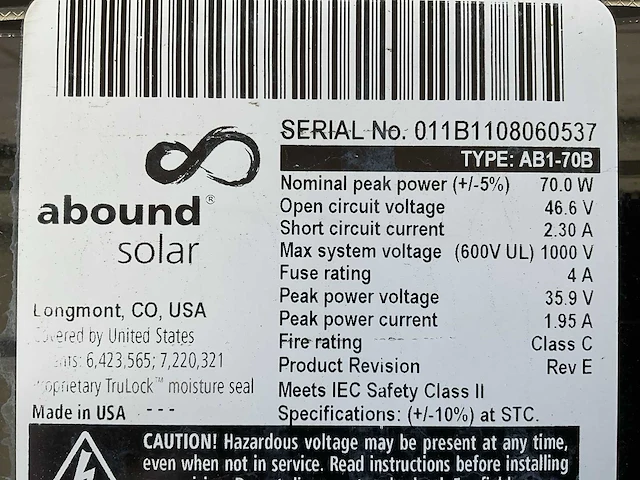 SERIAL No. 011B1108060537
TYPE: AB1-70B
abound®
solar
Longmont, CO, USA
Covered by United States
6,423,565; 7,220,321
TruLock™ moisture seal
Made in USA ---
Nominal peak power (+/-5%) 70.0 W
Open circuit voltage 46.6 V
Short circuit current 2.30 A
Max system voltage (600V UL) 1000 V
Fuse rating 4 A
Peak power voltage 35.9 V
Peak power current 1.95 A
Fire rating Class C
Product Revision Rev E
Meets IEC Safety Class II
Specifications: (+/-10%) at STC.
CAUTION! Hazardous voltage may be present at any time,
even when not in service. Read instructions before installing